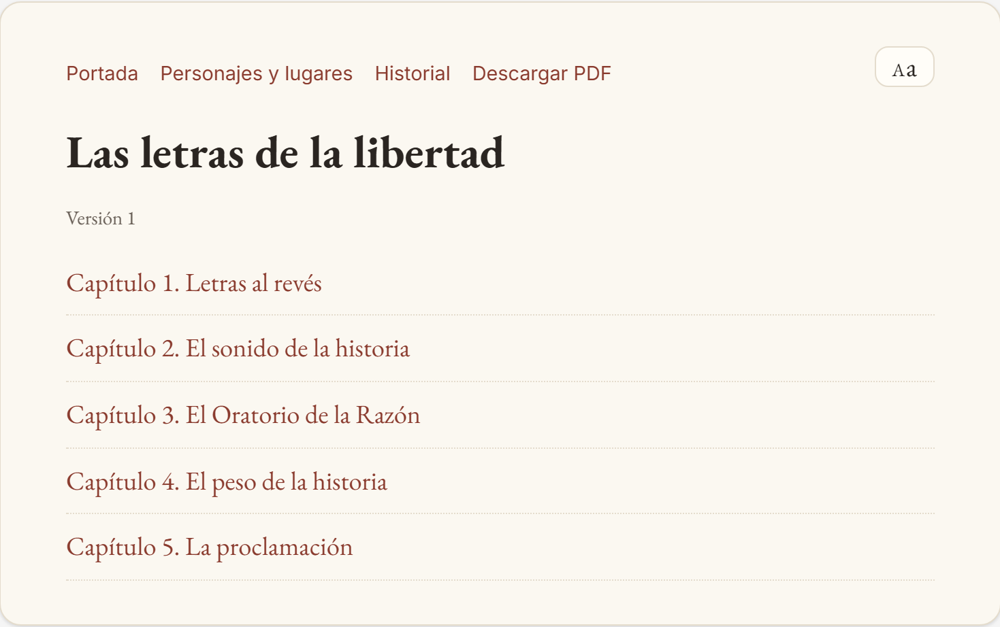 Portada Personajes y lugares Historial Descargar PDF Aa
Las letras de la libertad
Versión 1
Capítulo 1. Letras al revés
Capítulo 2. El sonido de la historia
Capítulo 3. El Oratorio de la Razón
Capítulo 4. El peso de la historia
Capítulo 5. La proclamación